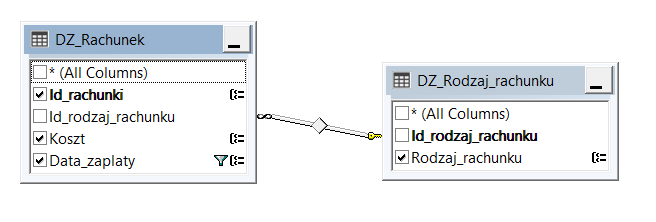 DZ_Rachunek
* (All Columns)
Id_rachunki
Id_rodzaj_rachunku
Koszt
Data_zaplaty
DZ_Rodzaj_rachunku
* (All Columns)
Id_rodzaj_rachunku
Rodzaj_rachunku